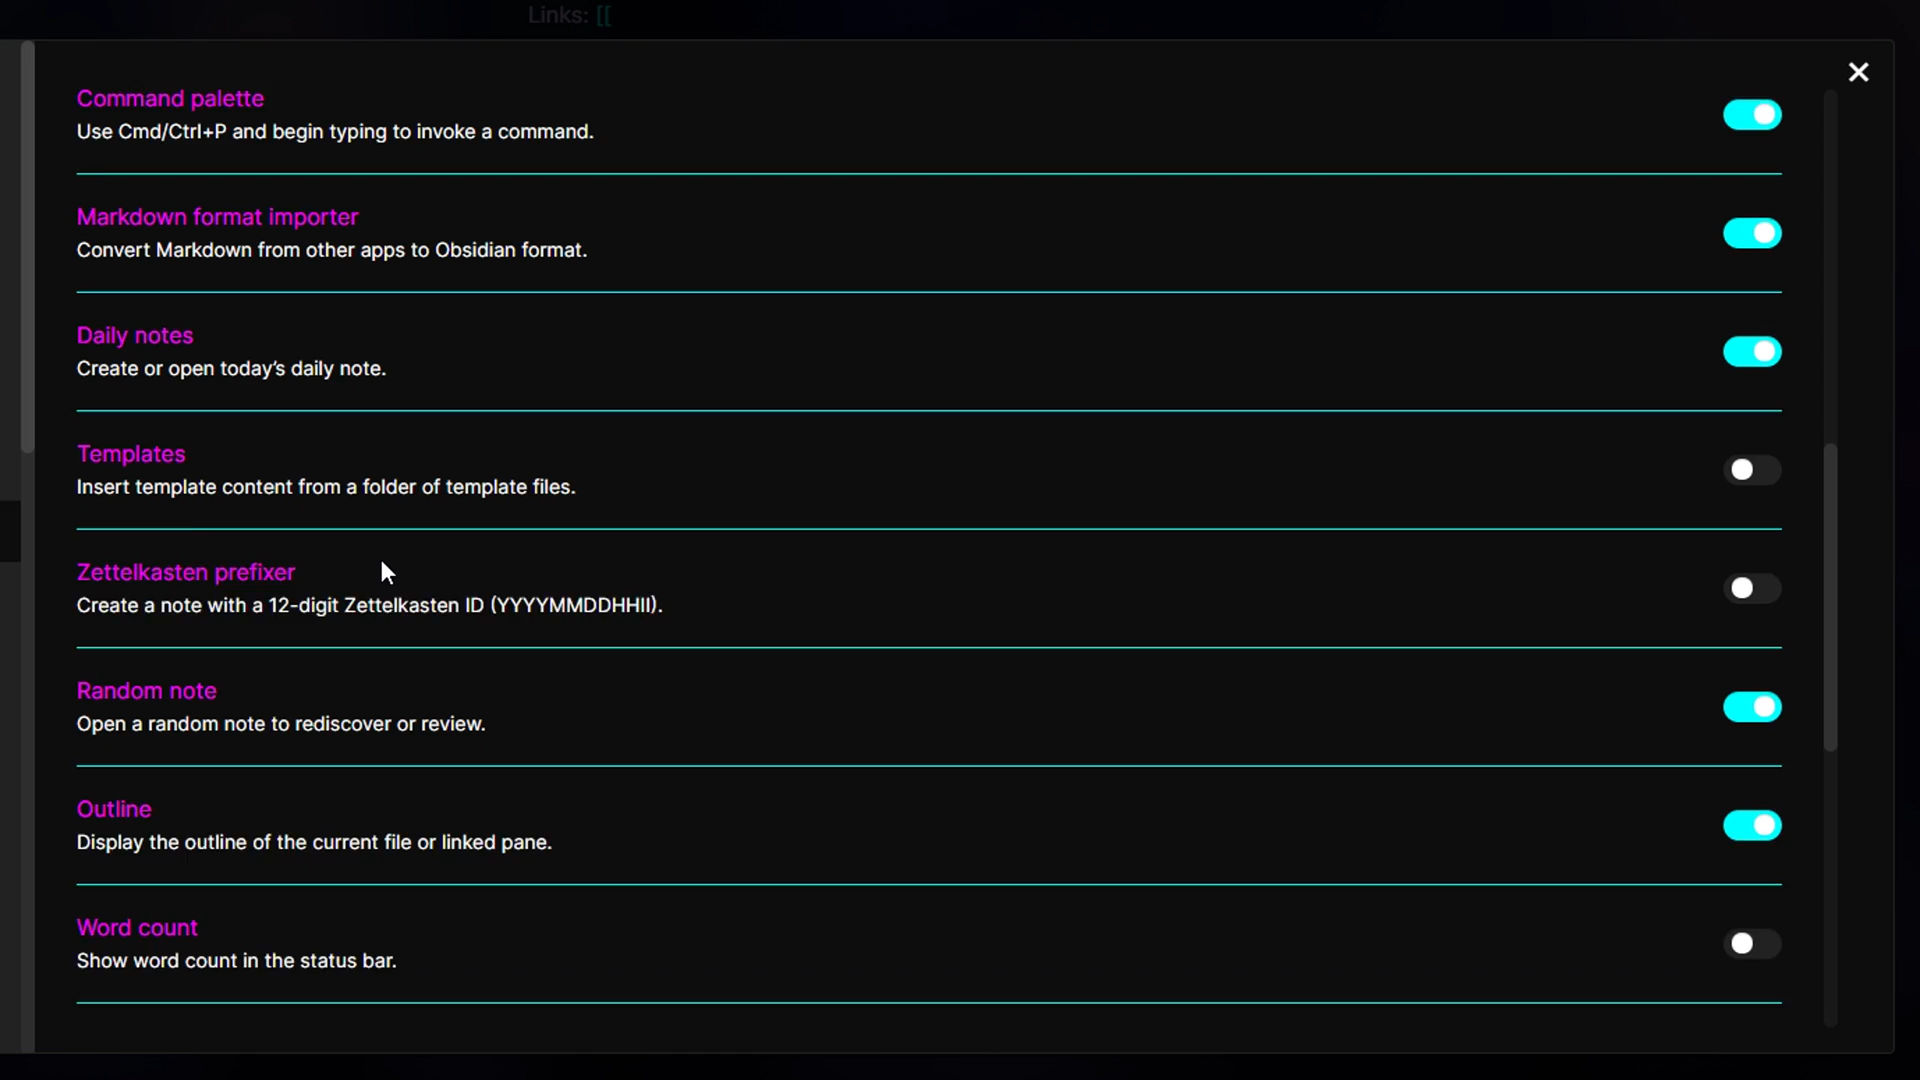 Links: [[
Command palette
Use Cmd/Ctrl+P and begin typing to invoke a command.
Markdown format importer
Convert Markdown from other apps to Obsidian format.
Daily notes
Create or open today’s daily note.
Templates
Insert template content from a folder of template files.
Zettelkasten prefixer
Create a note with a 12-digit Zettelkasten ID (YYYYMMDDHHII).
Random note
Open a random note to rediscover or review.
Outline
Display the outline of the current file or linked pane.
Word count
Show word count in the status bar.